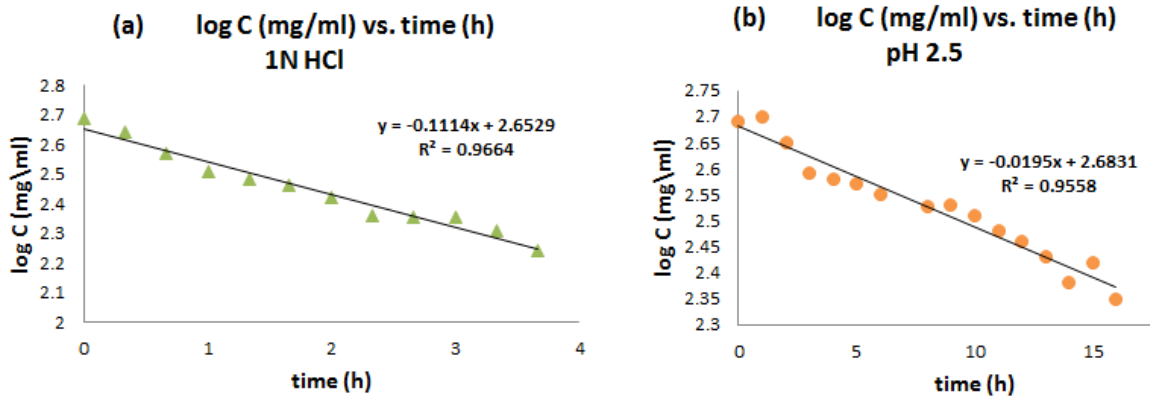 (a) log C (mg/ml) vs. time (h)
1N HCl
2.8
2.7
2.6
2.5
2.4
2.3
2.2
2.1
2
log C (mg\ml)
y = -0.1114x + 2.6529
R² = 0.9664
0 1 2 3 4
time (h)
(b) log C (mg/ml) vs. time (h)
pH 2.5
2.75
2.7
2.65
2.6
2.55
2.5
2.45
2.4
2.35
2.3
log C (mg\ml)
y = -0.0195x + 2.6831
R² = 0.9558
0 5 10 15
time (h)